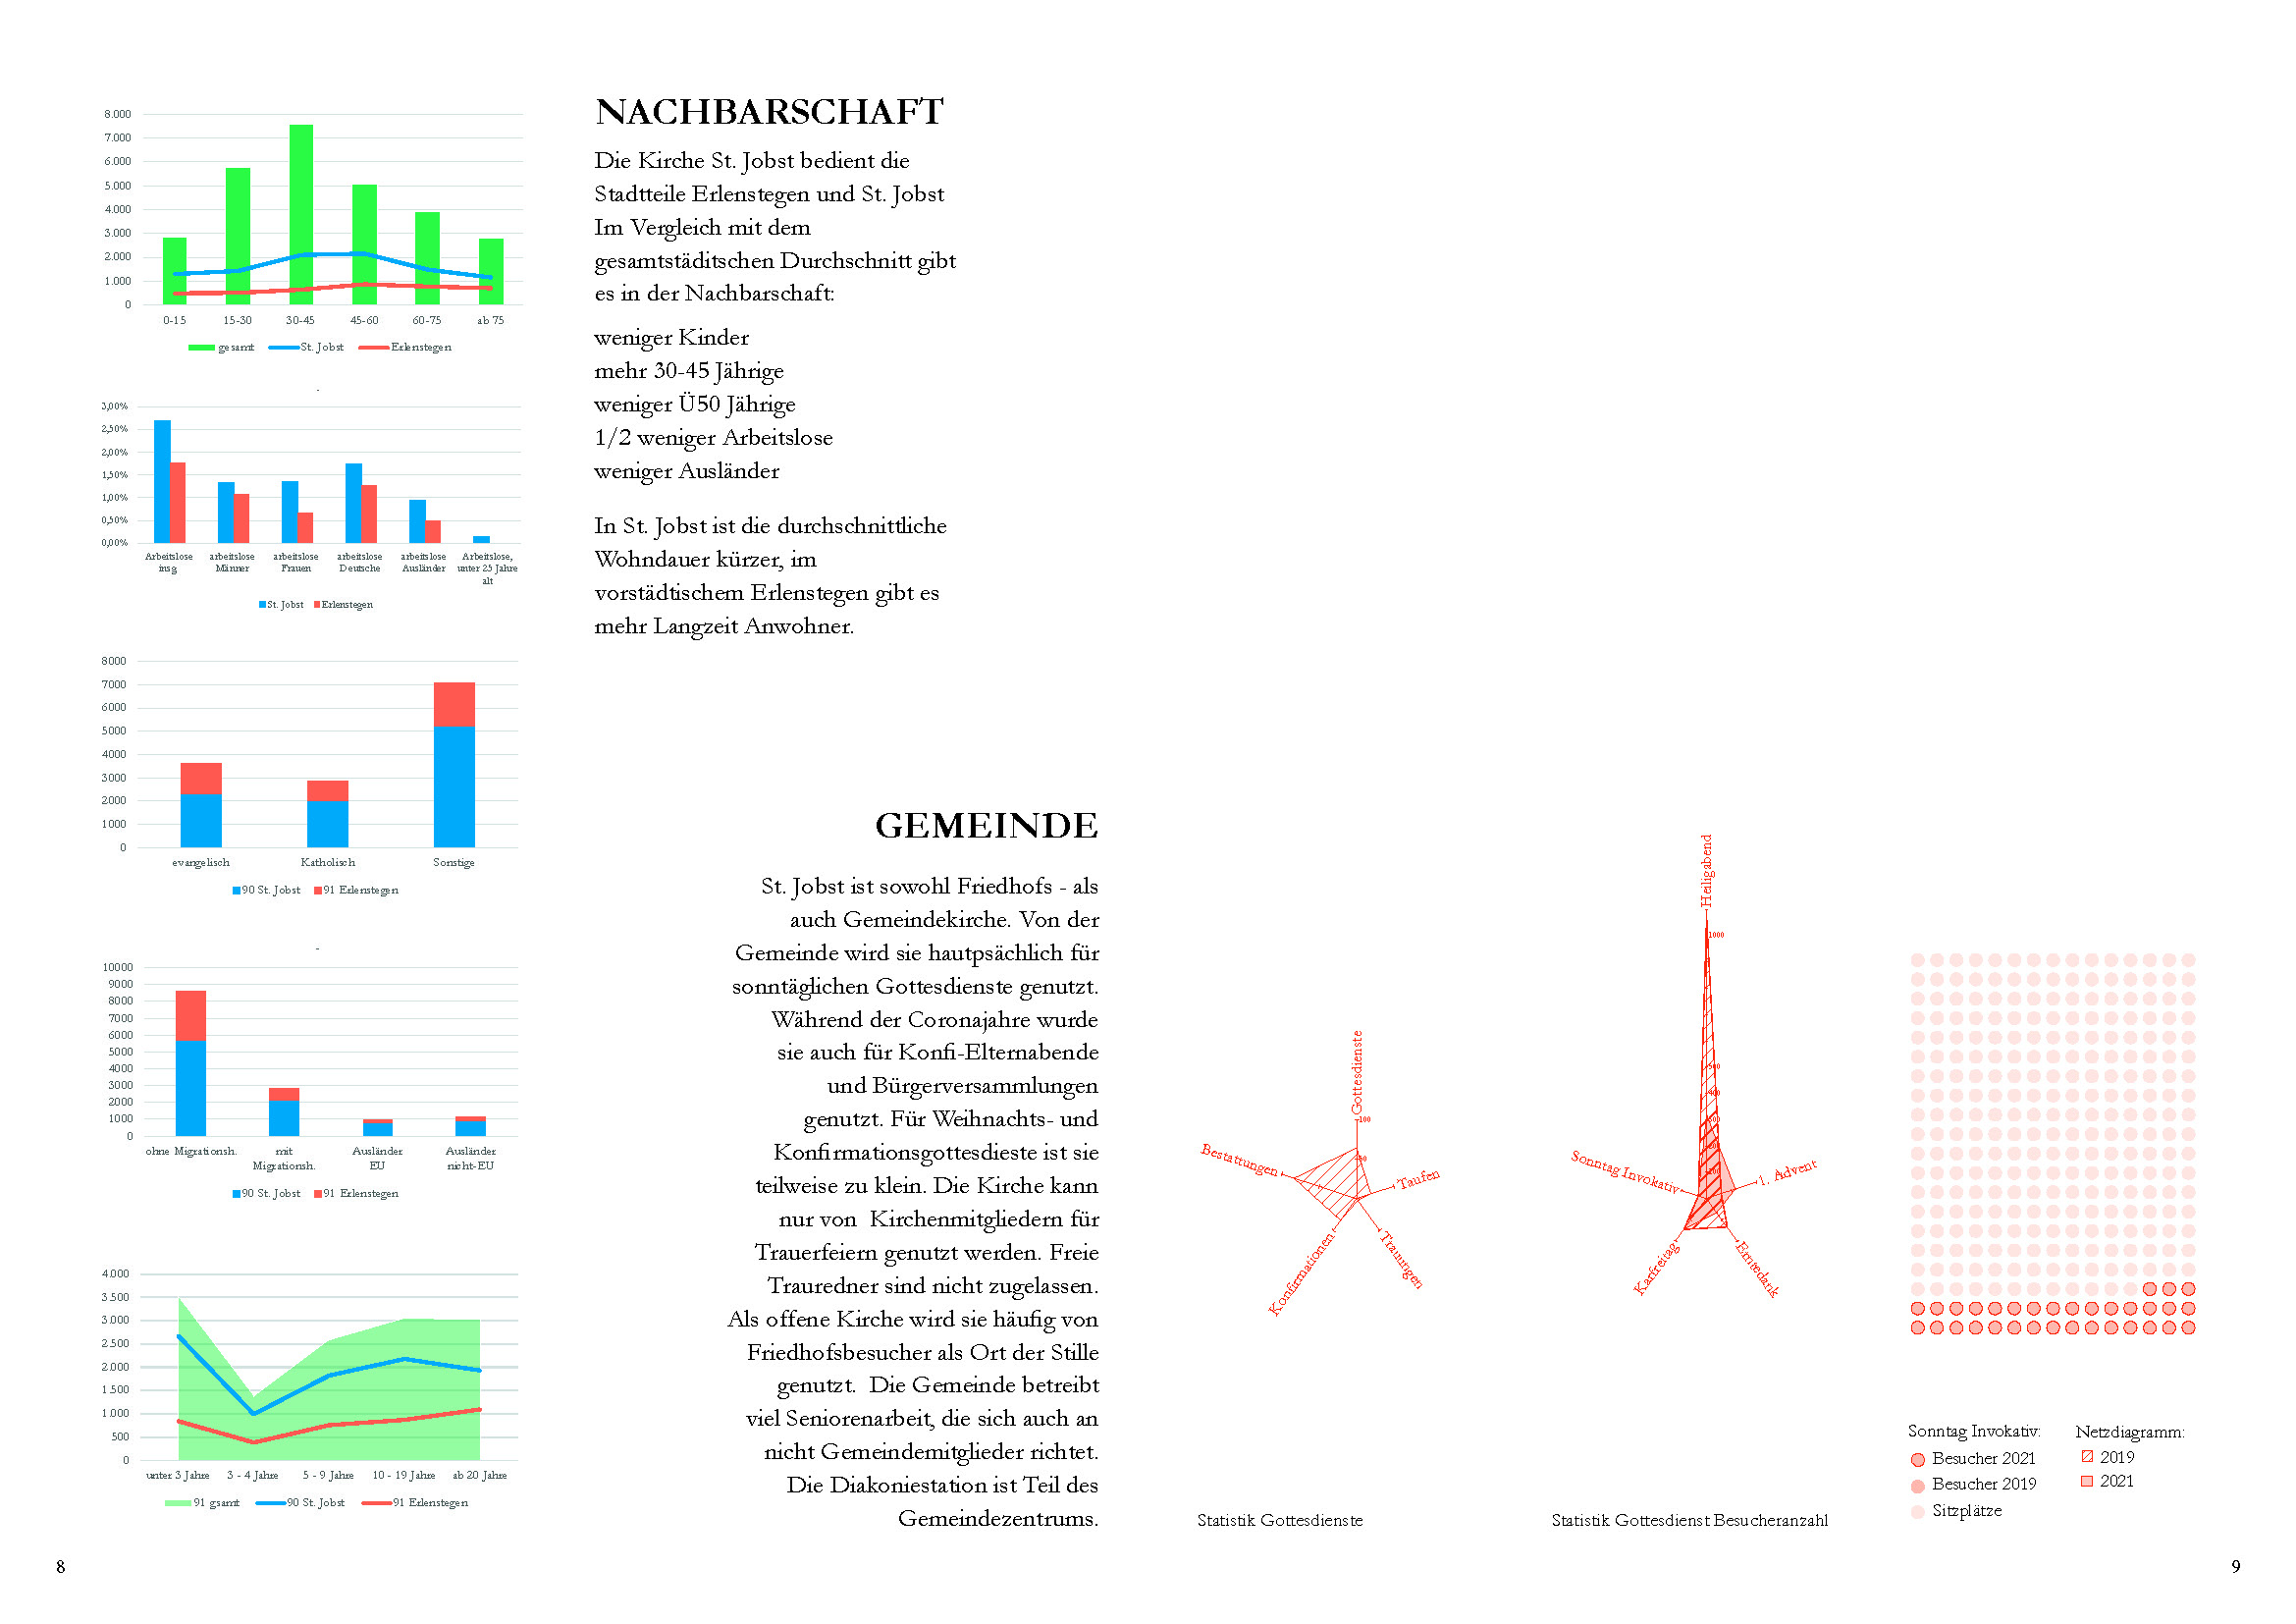 8.000
7.000
6.000
5.000
4.000
3.000
2.000
1.000
0
0-15 15-30 30-45 45-60 60-75 ab 75
gesamt St. Jobst Erlenstegen
3,00%
2,50%
2,00%
1,50%
1,00%
0,50%
0,00%
Arbeitslose arbeitslose arbeitslose arbeitslose arbeitslose Arbeitslose,
insg. Männer Frauen Deutsche Ausländer unter 25 Jahre
alt
St. Jobst Erlenstegen
8000
7000
6000
5000
4000
3000
2000
1000
0
evangelisch Katholisch Sonstige
90 St. Jobst 91 Erlenstegen
10000
9000
8000
7000
6000
5000
4000
3000
2000
1000
0
ohne Migrationsh. mit Ausländer Ausländer
Migrationsh. EU nicht-EU
90 St. Jobst 91 Erlenstegen
4.000
3.500
3.000
2.500
2.000
1.500
1.000
500
0
unter 3 Jahre 3 - 4 Jahre 5 - 9 Jahre 10 - 19 Jahre ab 20 Jahre
91 gsamt 90 St. Jobst 91 Erlenstegen
8
NACHBARSCHAFT
Die Kirche St. Jobst bedient die
Stadtteile Erlenstegen und St. Jobst
Im Vergleich mit dem
gesamtstäditschen Durchschnitt gibt
es in der Nachbarschaft:
weniger Kinder
mehr 30-45 Jährige
weniger Ü50 Jährige
1/2 weniger Arbeitslose
weniger Ausländer
In St. Jobst ist die durchschnittliche
Wohndauer kürzer, im
vorstädtischem Erlenstegen gibt es
mehr Langzeit Anwohner.
GEMEINDE
St. Jobst ist sowohl Friedhofs - als
auch Gemeindekirche. Von der
Gemeinde wird sie hautpsächlich für
sonntäglichen Gottesdienste genutzt.
Während der Coronajahre wurde
sie auch für Konfi-Elternabende
und Bürgerversammlungen
genutzt. Für Weihnachts- und
Konfirmationsgottesdieste ist sie
teilweise zu klein. Die Kirche kann
nur von Kirchenmitgliedern für
Trauerfeiern genutzt werden. Freie
Trauredner sind nicht zugelassen.
Als offene Kirche wird sie häufig von
Friedhofsbesucher als Ort der Stille
genutzt. Die Gemeinde betreibt
viel Seniorenarbeit, die sich auch an
nicht Gemeindemitglieder richtet.
Die Diakoniestation ist Teil des
Gemeindezentrums.
Gottesdienste
100
Taufen
Trauungen
Konfirmationen
Bestattungen
Statistik Gottesdienste
Heiligabend
1000
1. Advent
Erntedank
Karfreitag
Sonntag Invokativ
Statistik Gottesdienst Besucheranzahl
Sonntag Invokativ:
Besucher 2021
Besucher 2019
Sitzplätze
Netzdiagramm:
2019
2021
9